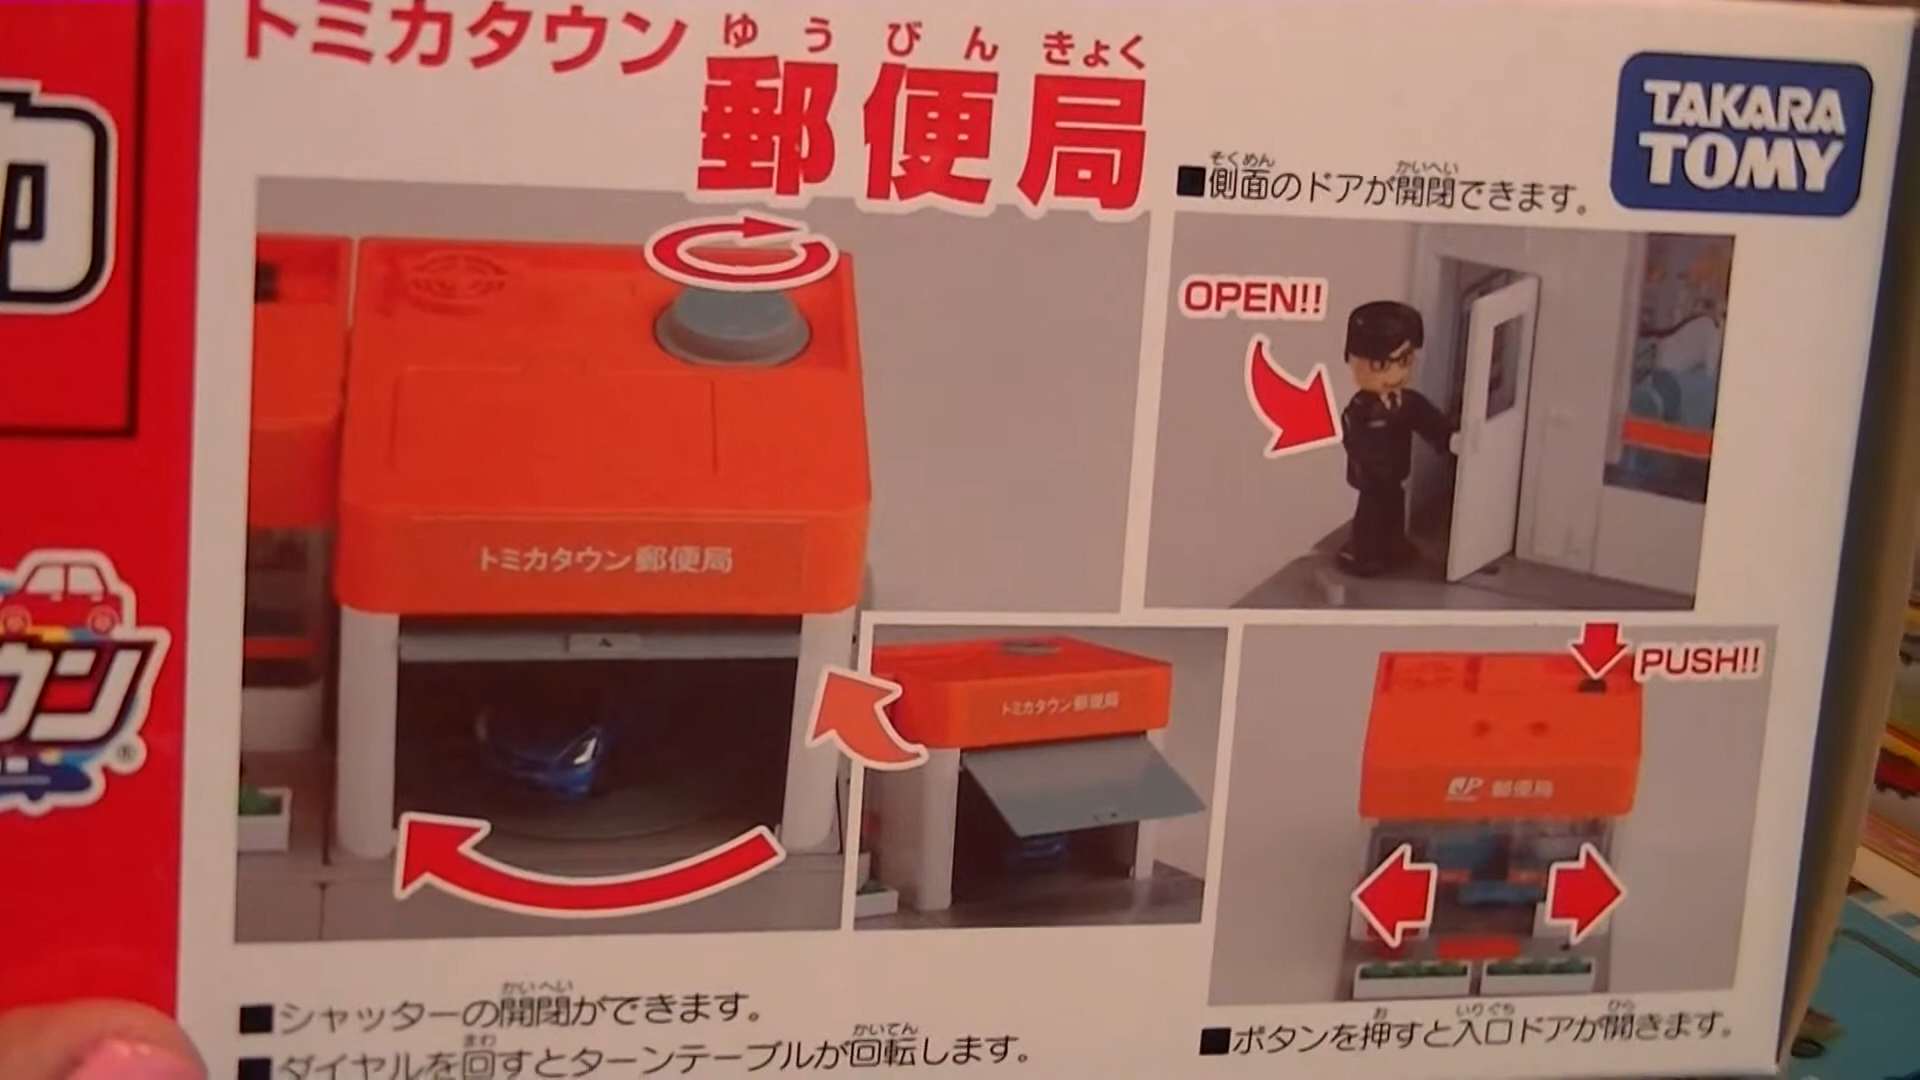 ゆうびんきょく
トミカタウン 郵便局
TAKARA
TOMY
そくめん かいへい
■側面のドアが開閉できます。
OPEN!!
トミカタウン郵便局
トミカタウン郵便局
PUSH!!
JP 郵便局
ウン
®
かいへい
■シャッターの開閉ができます。
まわ かいてん
■ダイヤルを回すとターンテーブルが回転します。
お いりぐち ひら
■ボタンを押すと入口ドアが開きます。